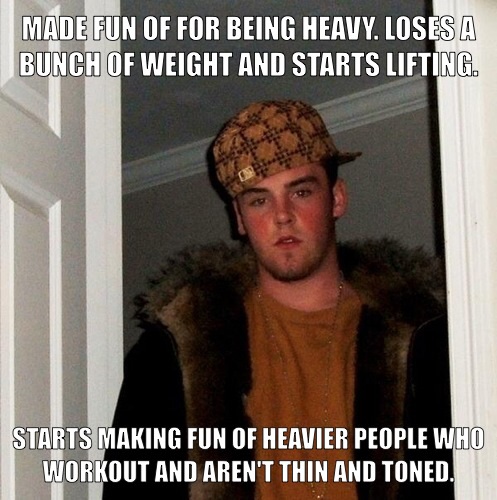 MADE FUN OF FOR BEING HEAVY. LOSES A
BUNCH OF WEIGHT AND STARTS LIFTING.
STARTS MAKING FUN OF HEAVIER PEOPLE WHO
WORKOUT AND AREN'T THIN AND TONED.